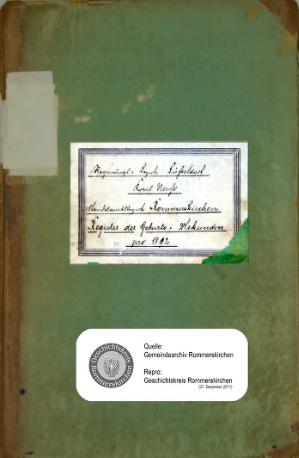 Regierungs-Bezirk Düsseldorf
Kreis Neuß
Standesamtsbezirk Rommerskirchen
Register der Geburts-Urkunden
pro 1892
Geschichtskreis
Rommerskirchen
Quelle:
Gemeindearchiv Rommerskirchen
Repro:
Geschichtskreis Rommerskirchen
(27. Dezember 2011)